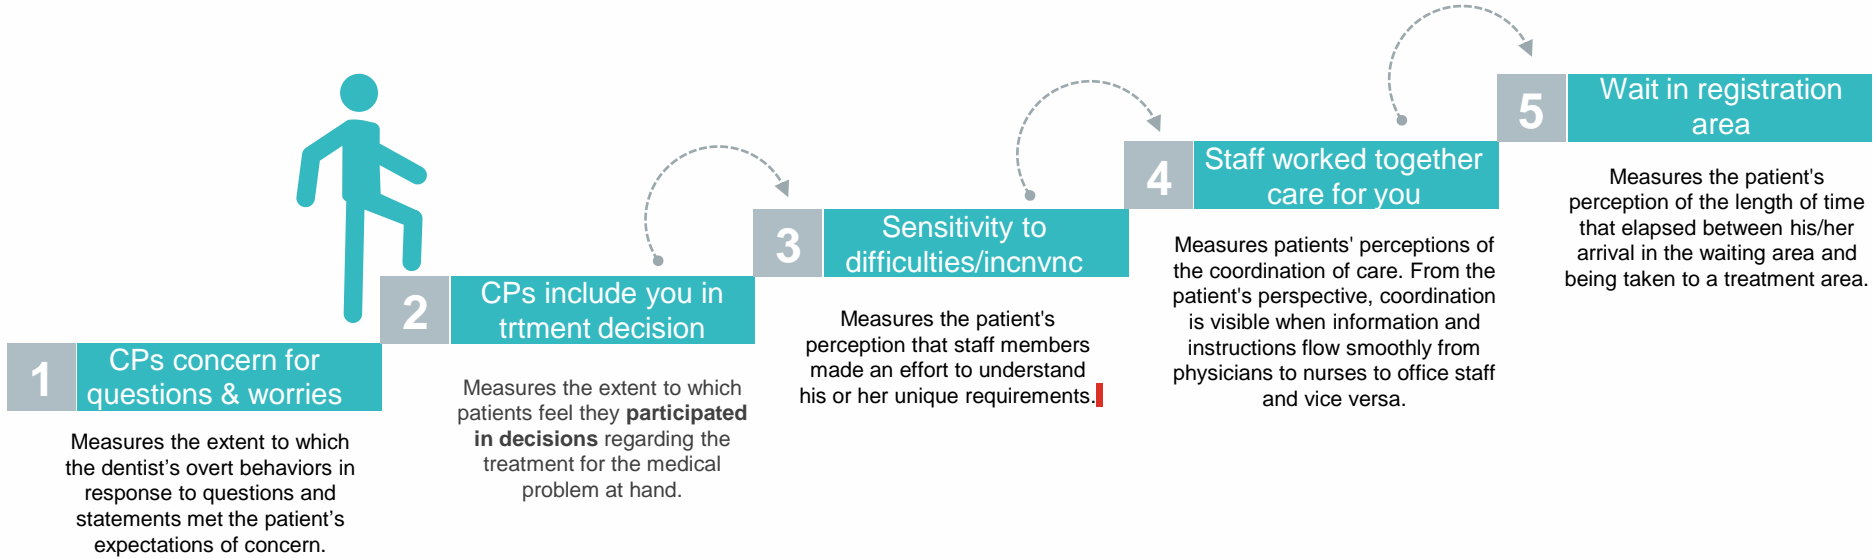 1
CPs concern for
questions & worries
Measures the extent to which
the dentist’s overt behaviors in
response to questions and
statements met the patient’s
expectations of concern.
2
CPs include you in
trtment decision
Measures the extent to which
patients feel they participated
in decisions regarding the
treatment for the medical
problem at hand.
3
Sensitivity to
difficulties/incnvnc
Measures the patient's
perception that staff members
made an effort to understand
his or her unique requirements.
4
Staff worked together
care for you
Measures patients' perceptions of
the coordination of care. From the
patient's perspective, coordination
is visible when information and
instructions flow smoothly from
physicians to nurses to office staff
and vice versa.
5
Wait in registration
area
Measures the patient's
perception of the length of time
that elapsed between his/her
arrival in the waiting area and
being taken to a treatment area.